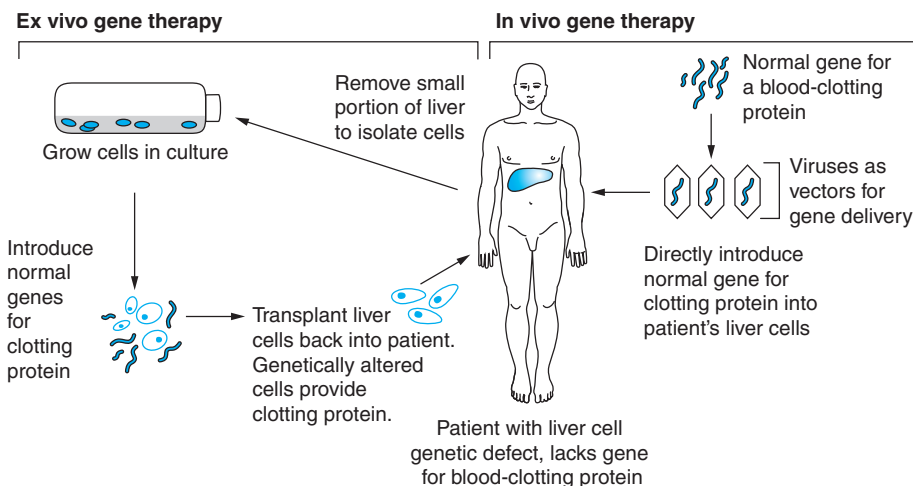 Ex vivo gene therapy
In vivo gene therapy
Remove small
portion of liver
to isolate cells
Grow cells in culture
Introduce
normal
genes
for
clotting
protein
Transplant liver
cells back into patient.
Genetically altered
cells provide
clotting protein.
Normal gene for
a blood-clotting
protein
Viruses as
vectors for
gene delivery
Directly introduce
normal gene for
clotting protein into
patient’s liver cells
Patient with liver cell
genetic defect, lacks gene
for blood-clotting protein